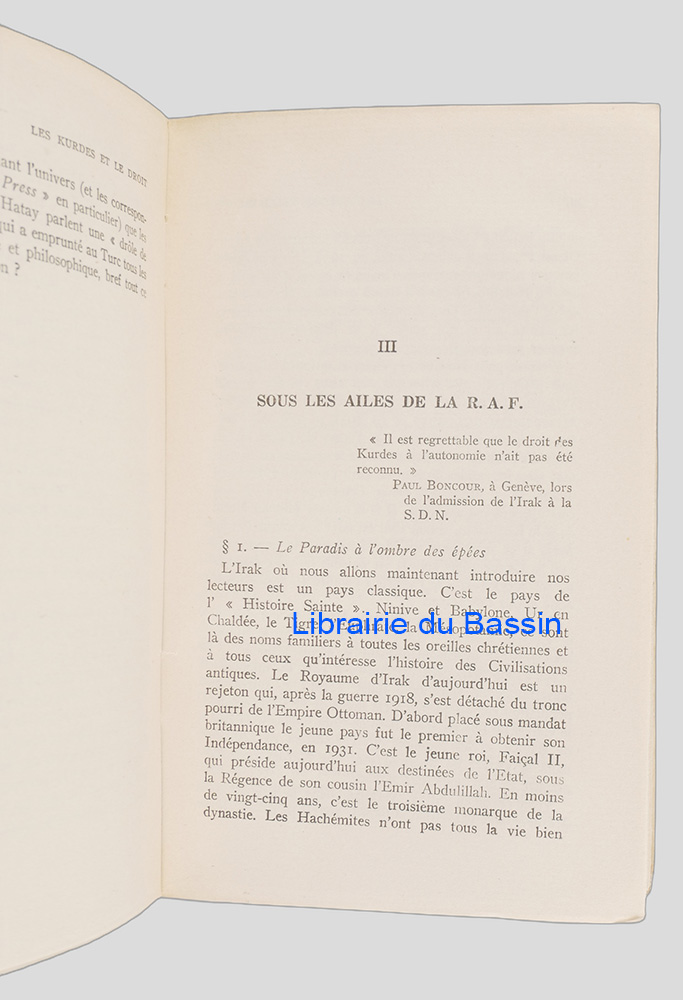 LES KURDES ET LE DROIT
ant l'univers (et les correspon-
Press » en particulier) que les
Hatay parlent une « drôle de
qui a emprunté au Turc tous les
et philosophique, bref tout ce
n ?
III
SOUS LES AILES DE LA R. A. F.
« Il est regrettable que le droit des
Kurdes à l'autonomie n'ait pas été
reconnu. »
PAUL BONCOUR, à Genève, lors
de l'admission de l'Irak à la
S. D. N.
§ 1. — Le Paradis à l'ombre des épées
L'Irak où nous allons maintenant introduire nos
lecteurs est un pays classique. C'est le pays de
l' « Histoire Sainte ». Ninive et Babylone, Ur en
Chaldée, le Tigre, la Mésopotamie, ce sont
Librairie du Bassin
là des noms familiers à toutes les oreilles chrétiennes et
à tous ceux qu'intéresse l'histoire des Civilisations
antiques. Le Royaume d'Irak d'aujourd'hui est un
rejeton qui, après la guerre 1918, s'est détaché du tronc
pourri de l'Empire Ottoman. D'abord placé sous mandat
britannique le jeune pays fut le premier à obtenir son
Indépendance, en 1931. C'est le jeune roi, Faiçal II,
qui préside aujourd'hui aux destinées de l'Etat, sous
la Régence de son cousin l'Emir Abdulillah. En moins
de vingt-cinq ans, c'est le troisième monarque de la
dynastie. Les Hachémites n'ont pas tous la vie bien